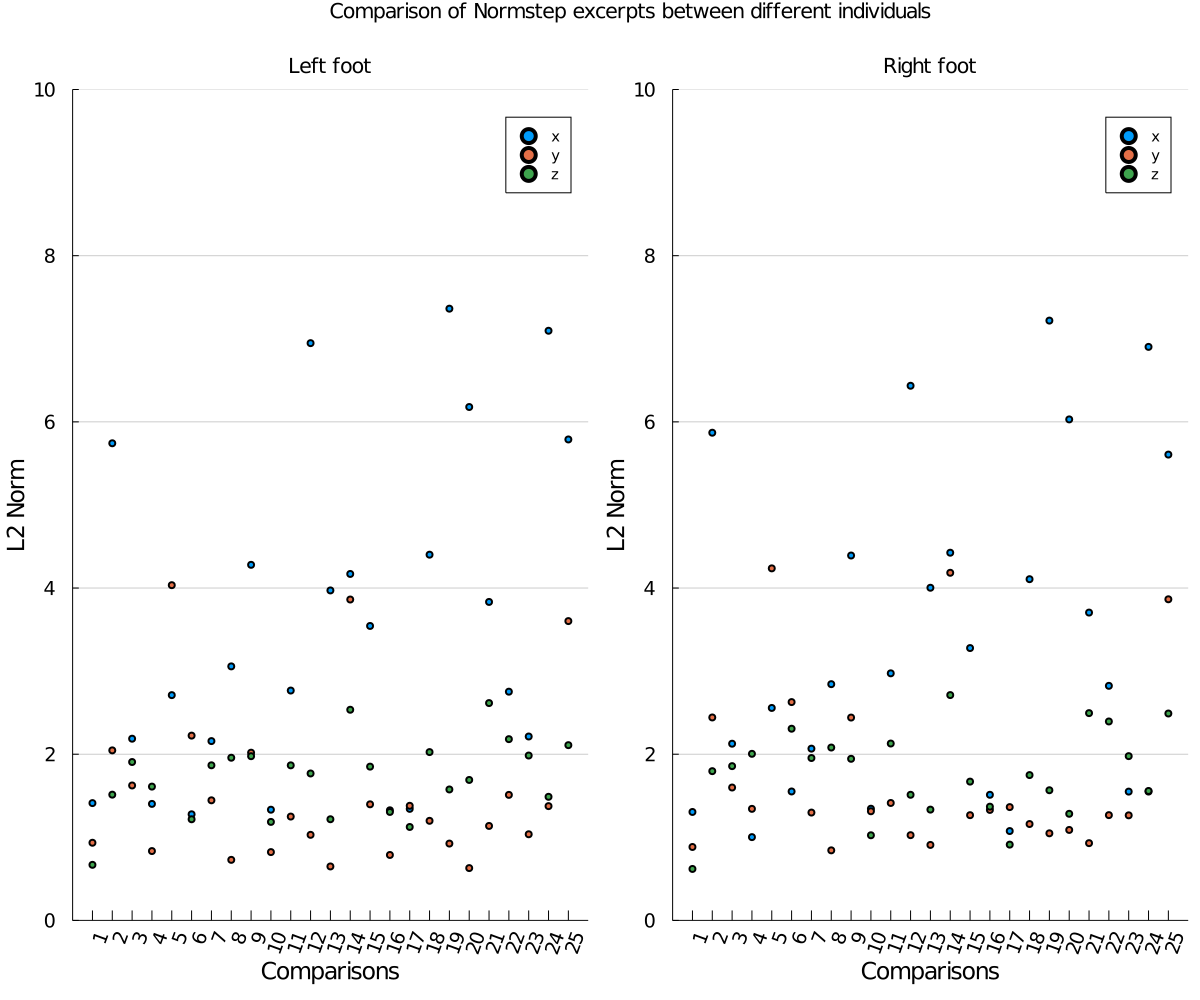 Comparison of Normstep excerpts between different individuals
Left foot
10
8
6
4
2
0
L2 Norm
x
y
z
1 2 3 4 5 6 7 8 9 10 11 12 13 14 15 16 17 18 19 20 21 22 23 24 25
Comparisons
Right foot
10
8
6
4
2
0
L2 Norm
x
y
z
1 2 3 4 5 6 7 8 9 10 11 12 13 14 15 16 17 18 19 20 21 22 23 24 25
Comparisons